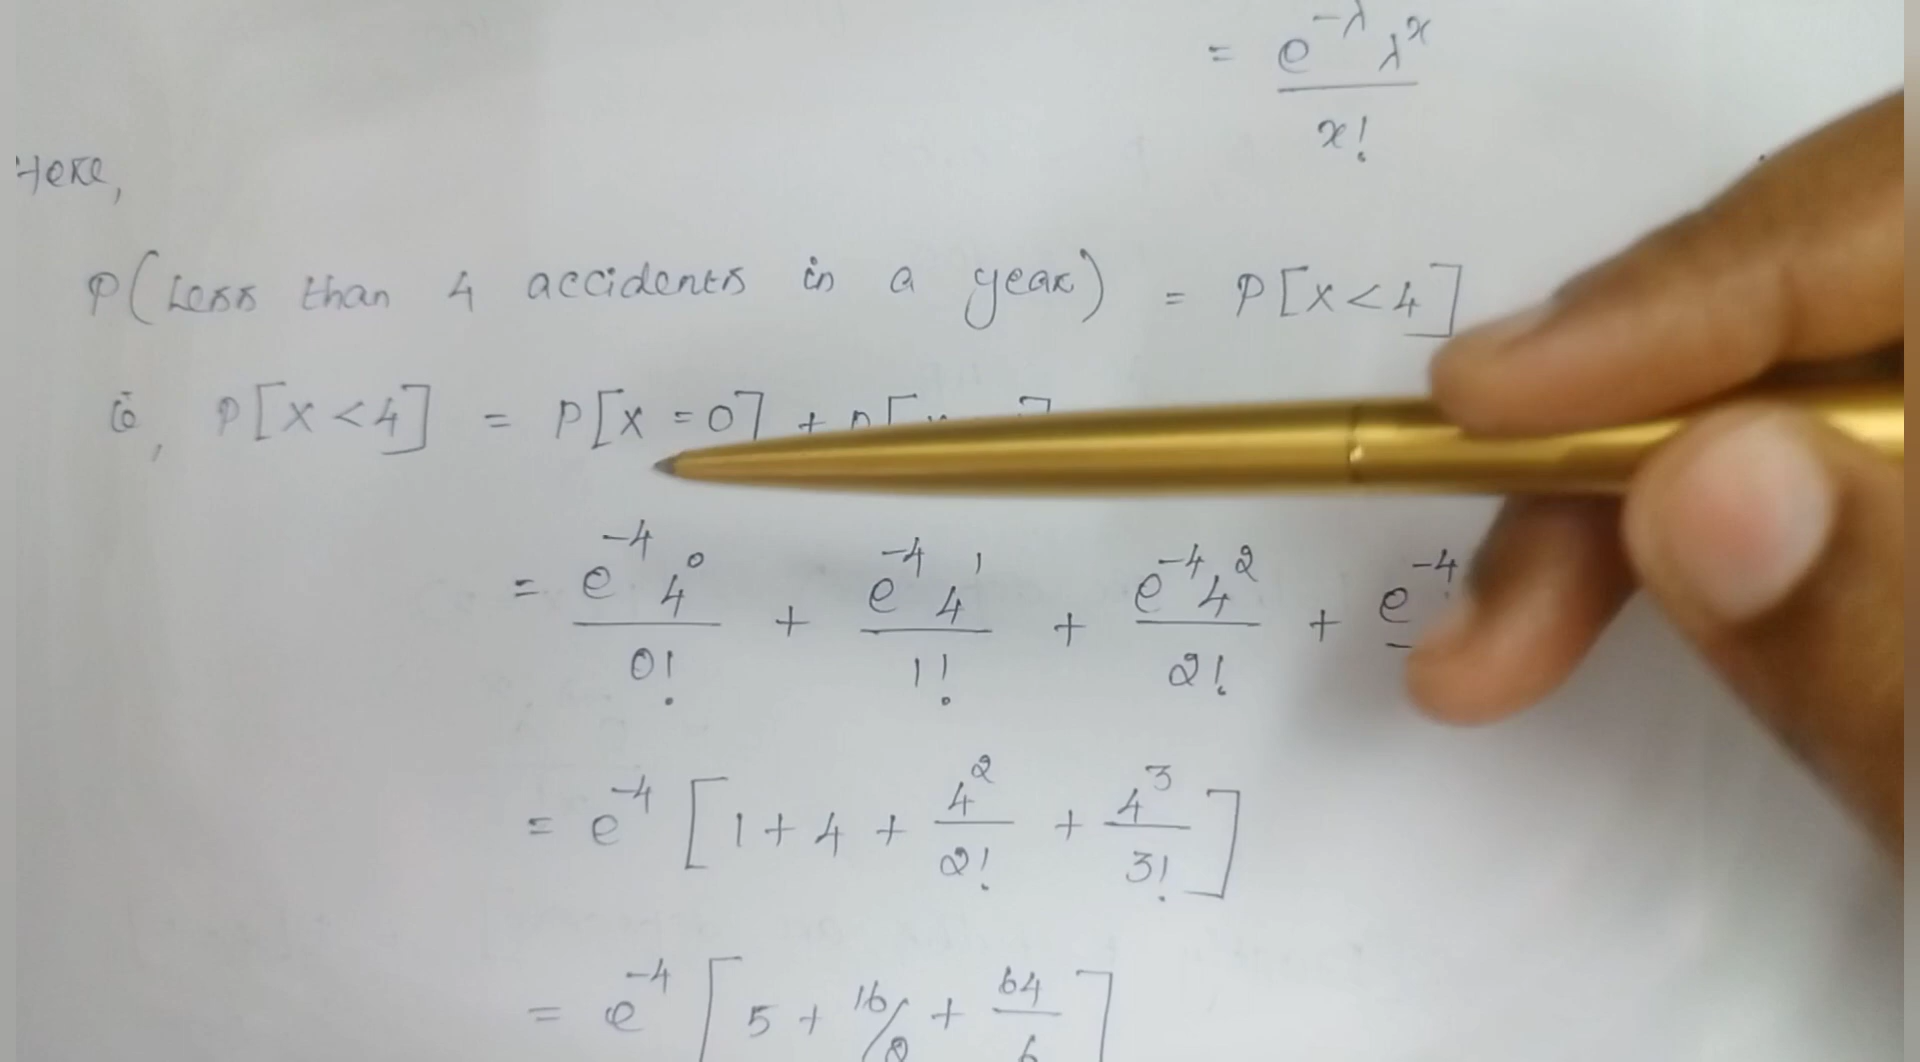 = e^{-λ} λ^x / x!
Here,
P(Less than 4 accidents in a year) = P[X<4]
ie, P[X<4] = P[X=0] +
= e^{-4} 4^0 / 0! + e^{-4} 4^1 / 1! + e^{-4} 4^2 / 2! + e^{-4}
= e^{-4} [1+4+ 4^2 / 2! + 4^3 / 3!]
= e^{-4} [5 + 16/2 + 64 / 6]